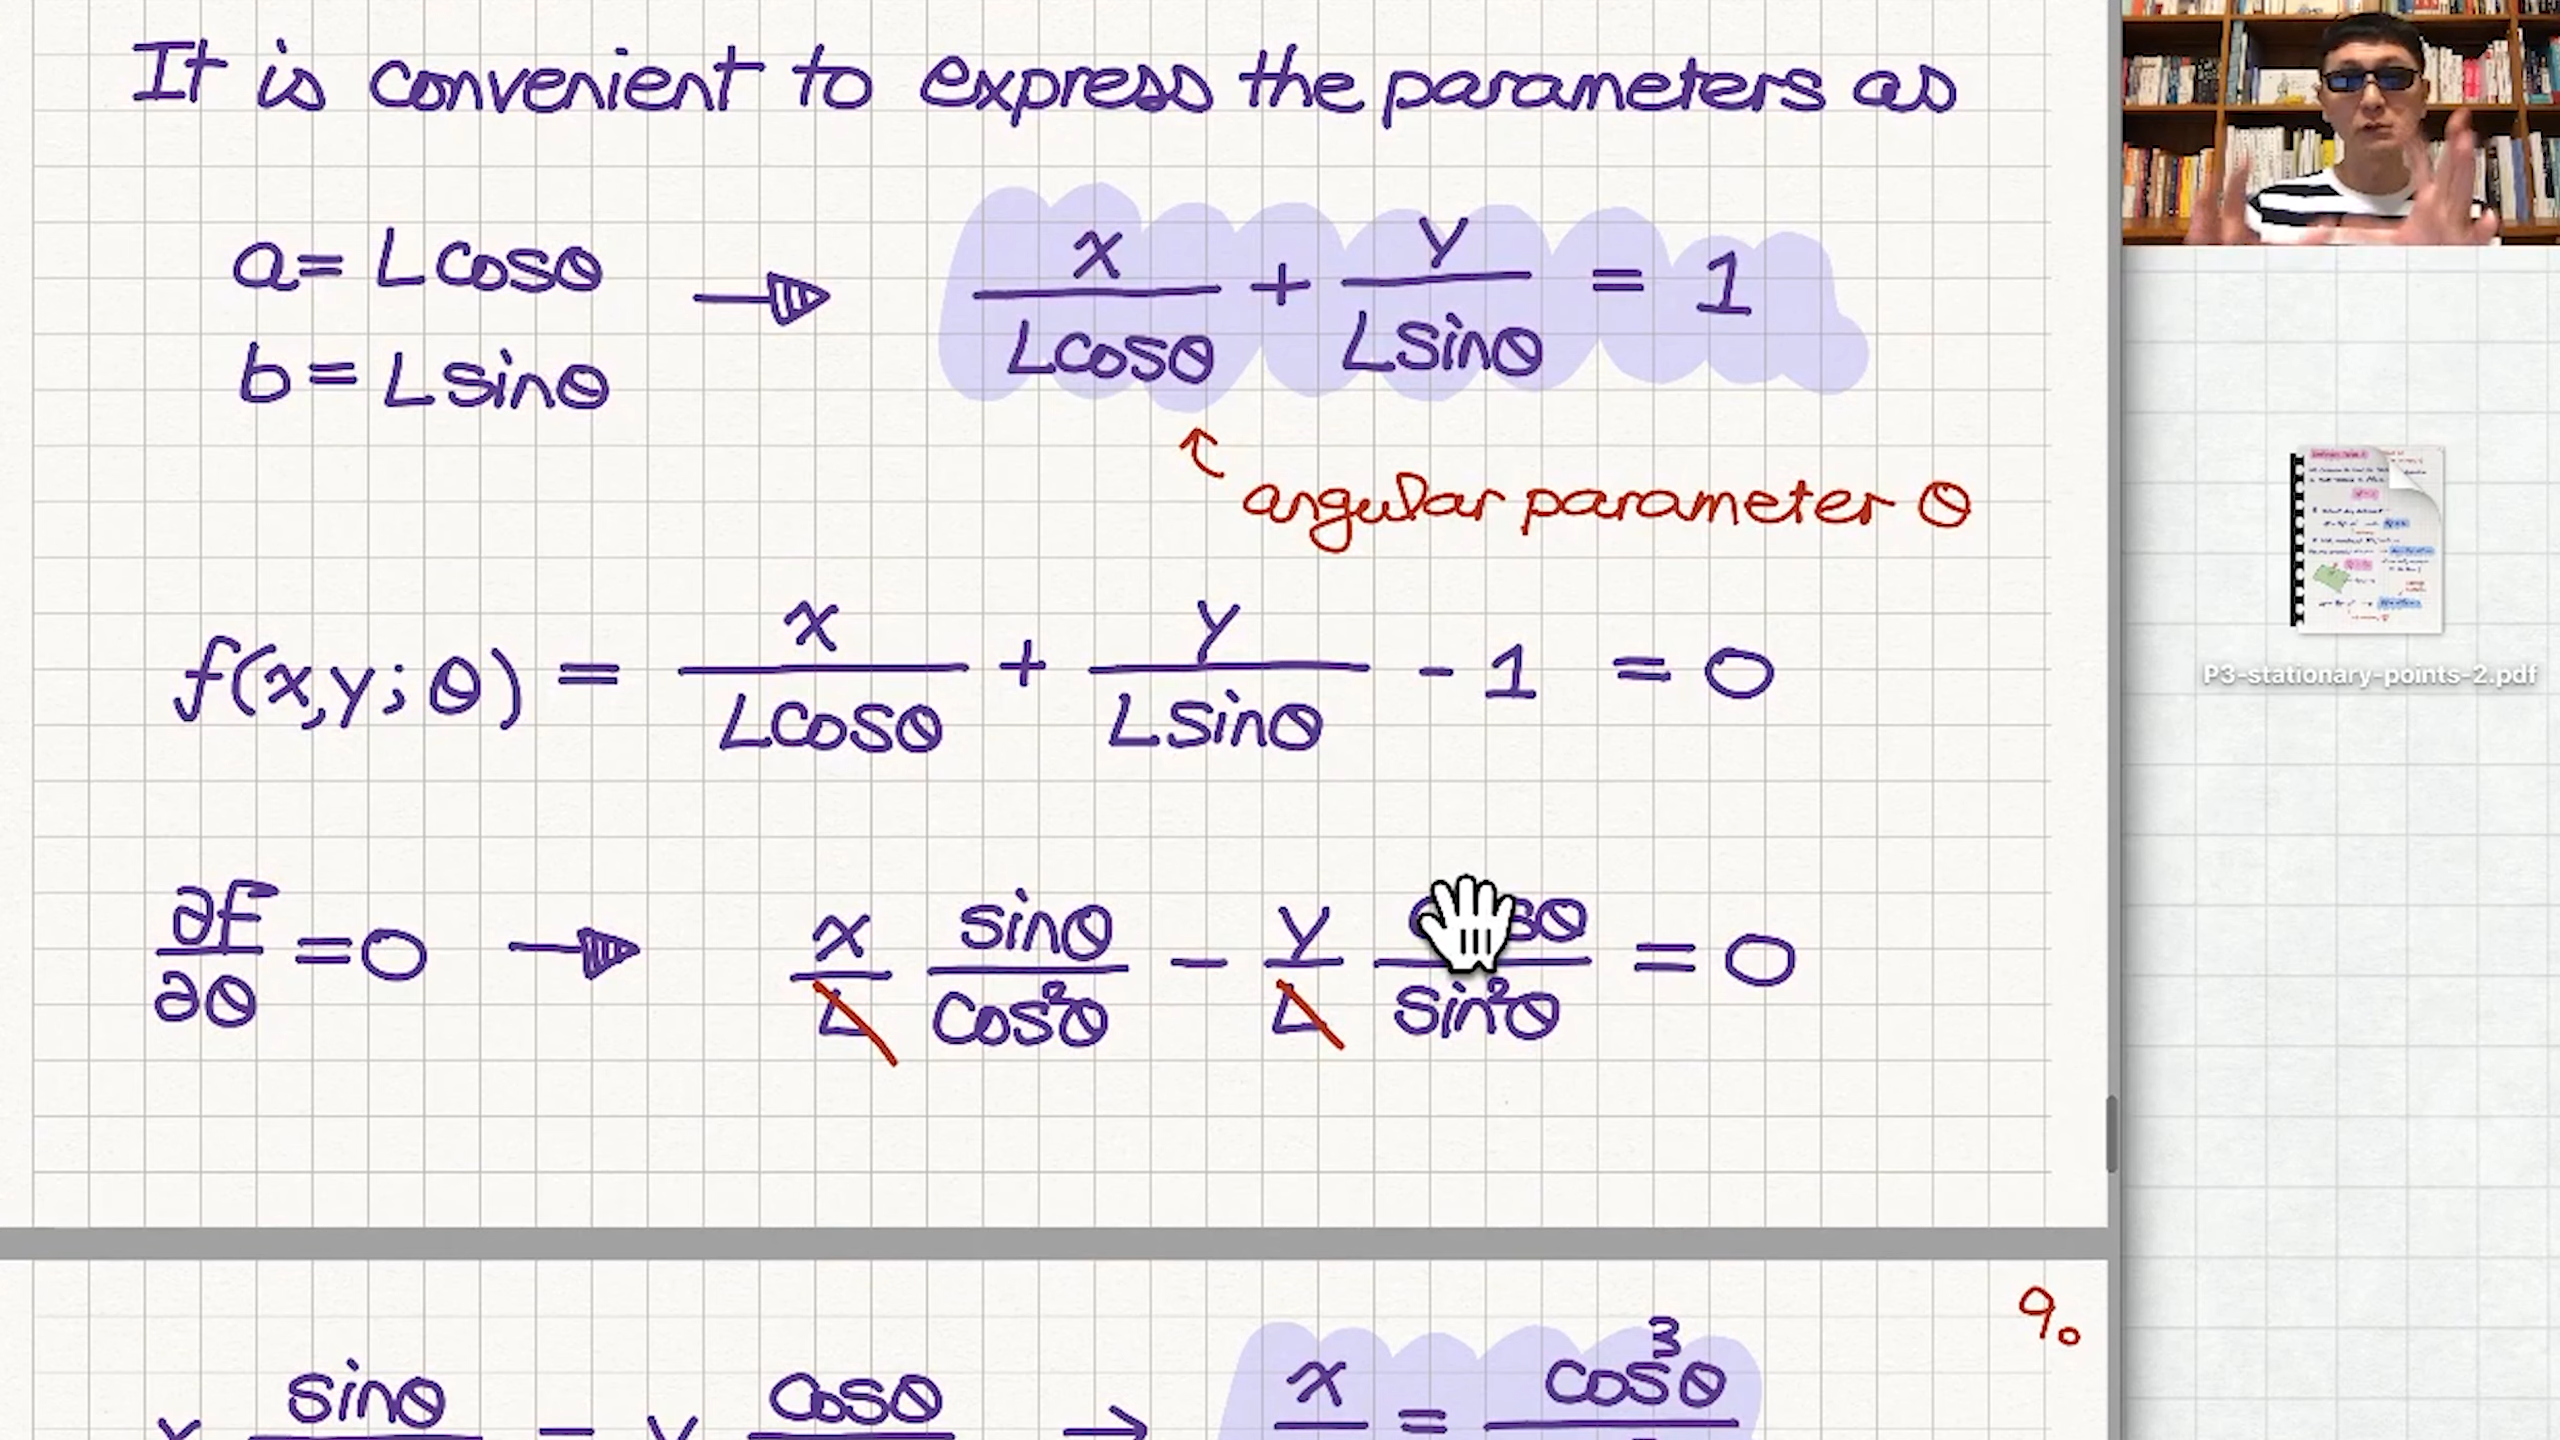 It is convenient to express the parameters as
a = L cosθ → x/(L cosθ) + y/(L sinθ) = 1
b = L sinθ
angular parameter θ
f(x,y; θ) = x/(L cosθ) + y/(L sinθ) - 1 = 0
∂F/∂θ = 0 → x/L sinθ/cos²θ - y/L cosθ/sin²θ = 0
9.
sinθ = cosθ → x = cos³θ
P3-stationary-points-2.pdf